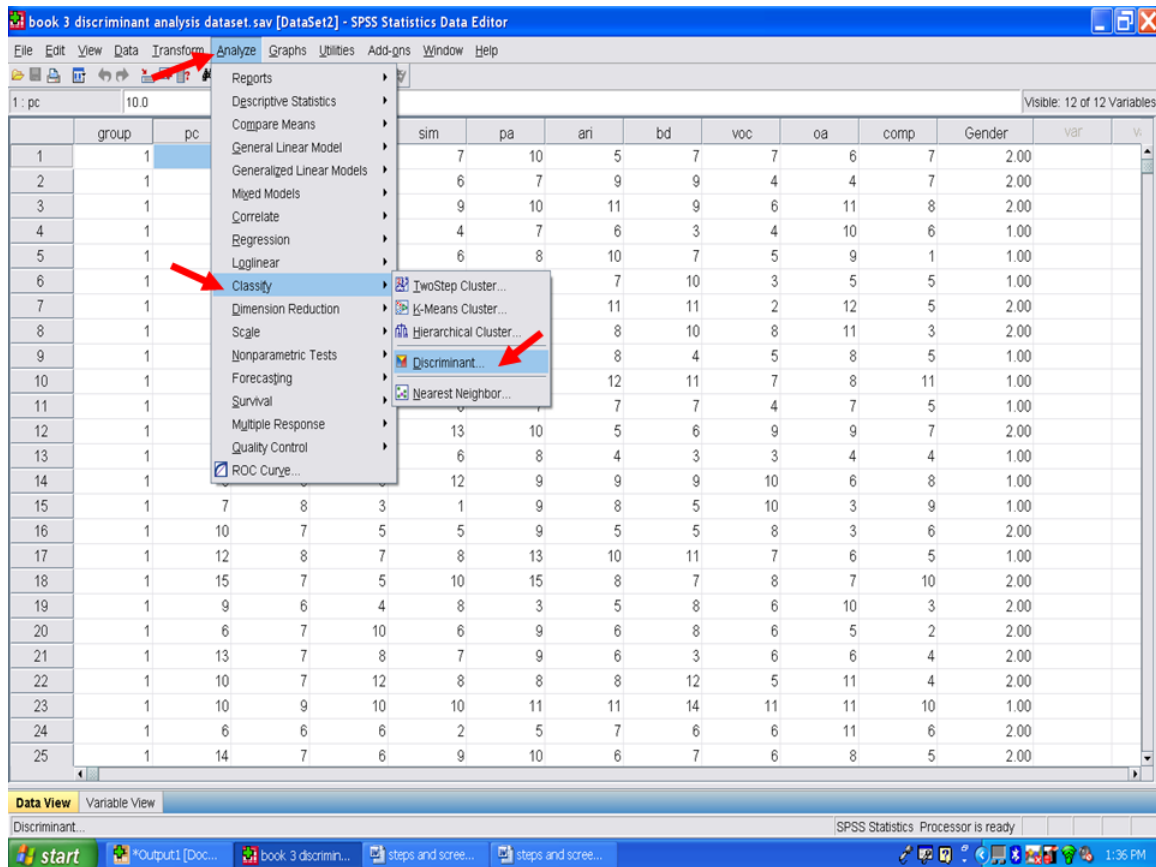 book 3 discriminant analysis dataset.sav [DataSet2] - SPSS Statistics Data Editor
File Edit View Data Transform Analyze Graphs Utilities Add-ons Window Help
1 : pc 10.0 Visible: 12 of 12 Variables
group pc sim pa ari bd voc oa comp Gender var
1 1 7 10 5 7 7 6 7 2.00
2 1 6 7 9 9 4 4 7 2.00
3 1 9 10 11 9 6 11 8 2.00
4 1 4 7 6 3 4 10 6 1.00
5 1 6 8 10 7 5 9 1 1.00
6 1 7 10 3 5 5 1.00
7 1 11 11 2 12 5 2.00
8 1 8 10 8 11 3 2.00
9 1 8 4 5 8 5 1.00
10 1 12 11 7 8 11 1.00
11 1 7 7 4 7 5 1.00
12 1 13 10 5 6 9 9 7 2.00
13 1 6 8 4 3 3 4 4 1.00
14 1 12 9 9 9 10 6 8 1.00
15 1 7 8 3 1 9 8 5 10 3 9 1.00
16 1 10 7 5 5 9 5 5 8 3 6 2.00
17 1 12 8 7 8 13 10 11 7 6 5 1.00
18 1 15 7 5 10 15 8 7 8 7 10 2.00
19 1 9 6 4 8 3 5 8 6 10 3 2.00
20 1 6 7 10 6 9 6 8 6 5 2 2.00
21 1 13 7 8 7 9 6 3 6 6 4 2.00
22 1 10 7 12 8 8 8 12 5 11 4 2.00
23 1 10 9 10 10 11 11 14 11 11 10 1.00
24 1 6 6 6 2 5 7 6 6 11 6 2.00
25 1 14 7 6 9 10 6 7 6 8 5 2.00
Reports
Descriptive Statistics
Compare Means
General Linear Model
Generalized Linear Models
Mixed Models
Correlate
Regression
Loglinear
Classify
Dimension Reduction
Scale
Nonparametric Tests
Forecasting
Survival
Multiple Response
Quality Control
ROC Curve...
TwoStep Cluster...
K-Means Cluster...
Hierarchical Cluster...
Discriminant...
Nearest Neighbor...
Data View Variable View
Discriminant... SPSS Statistics Processor is ready
start *Output1 [Doc... book 3 discrimin... steps and scree... steps and scree... 1:36 PM